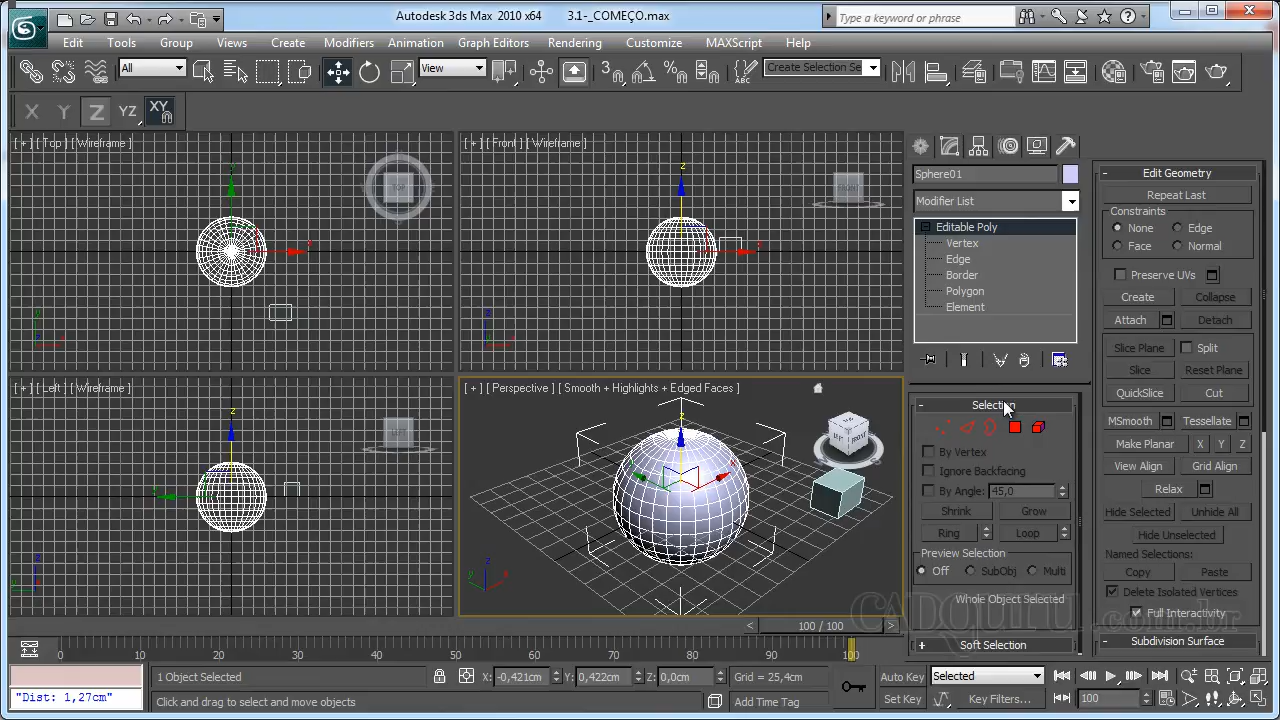 Autodesk 3ds Max 2010 x64 3.1-_COMEÇO.max
Type a keyword or phrase
Edit Tools Group Views Create Modifiers Animation Graph Editors Rendering Customize MAXScript Help
All View 3 % ABC Create Selection Se
X Y Z YZ XY
[ + ] [ Top ] [ Wireframe ]
TOP
[ + ] [ Front ] [ Wireframe ]
FRONT
[ + ] [ Left ] [ Wireframe ]
LEFT
[ + ] [ Perspective ] [ Smooth + Highlights + Edged Faces ]
Sphere01
Modifier List
Editable Poly
Vertex
Edge
Border
Polygon
Element
Selection
By Vertex
Ignore Backfacing
By Angle: 45,0
Shrink Grow
Ring Loop
Preview Selection
Off SubObj Multi
Whole Object Selected
Soft Selection
Edit Geometry
Repeat Last
Constraints
None Edge
Face Normal
Preserve UVs
Create Collapse
Attach Detach
Slice Plane Split
Slice Reset Plane
QuickSlice Cut
MSmooth Tessellate
Make Planar X Y Z
View Align Grid Align
Relax
Hide Selected Unhide All
Hide Unselected
Named Selections:
Copy Paste
Delete Isolated Vertices
Full Interactivity
Subdivision Surface
100 / 100
0 10 20 30 40 50 60 70 80 90 100
1 Object Selected X: -0,421cm Y: 0,422cm Z: 0,0cm Grid = 25,4cm Auto Key Selected
"Dist: 1,27cm" Click and drag to select and move objects Add Time Tag Set Key Key Filters... 100